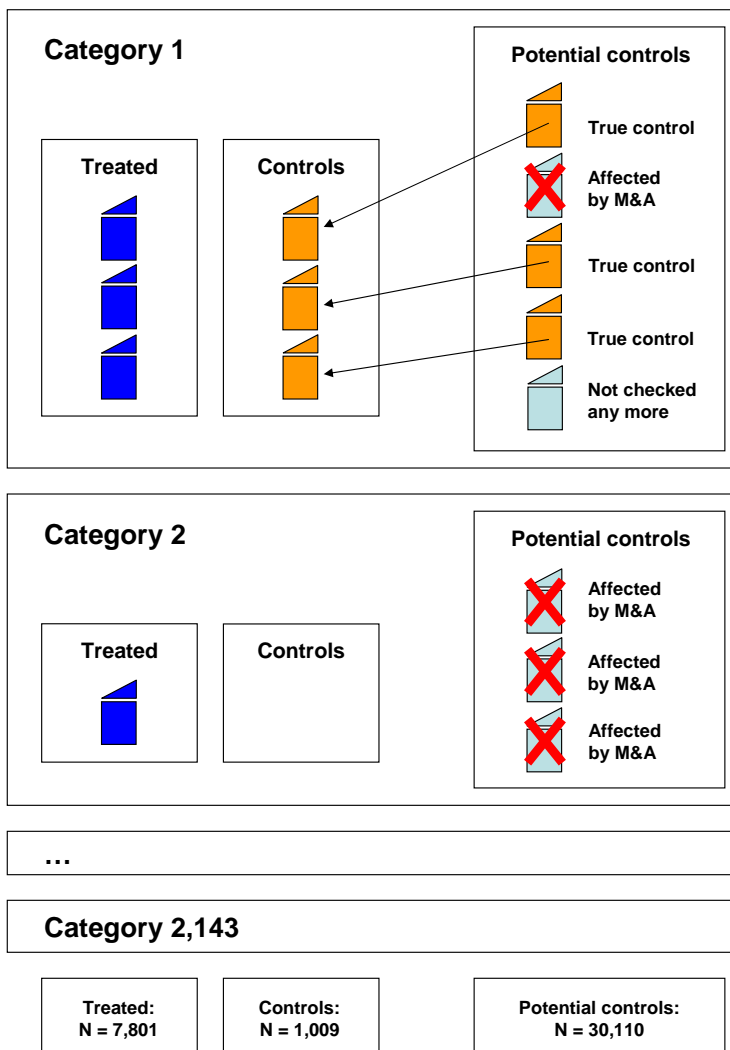 Category 1
Potential controls
True control
Treated
Controls
Affected
by M&A
True control
True control
Not checked
any more
Category 2
Potential controls
Affected
by M&A
Treated
Controls
Affected
by M&A
Affected
by M&A
...
Category 2,143
Treated:
N = 7,801
Controls:
N = 1,009
Potential controls:
N = 30,110